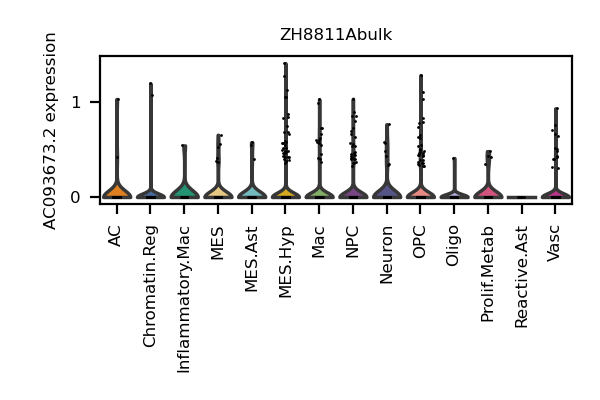 ZH8811Abulk
AC093673.2 expression
1
0
AC
Chromatin.Reg
Inflammatory.Mac
MES
MES.Ast
MES.Hyp
Mac
NPC
Neuron
OPC
Oligo
Prolif.Metab
Reactive.Ast
Vasc